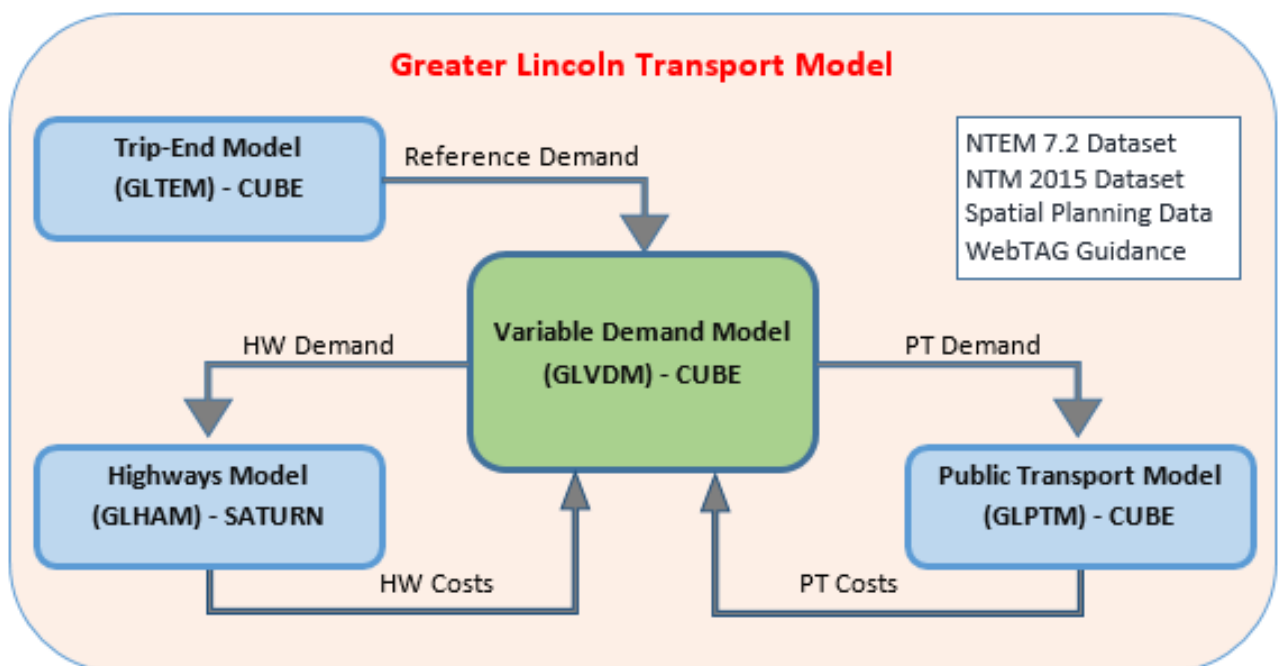 Greater Lincoln Transport Model
Trip-End Model
(GLTEM) - CUBE
Reference Demand
NTEM 7.2 Dataset
NTM 2015 Dataset
Spatial Planning Data
WebTAG Guidance
Variable Demand Model
(GLVDM) - CUBE
HW Demand
PT Demand
Highways Model
(GLHAM) - SATURN
Public Transport Model
(GLPTM) - CUBE
HW Costs
PT Costs